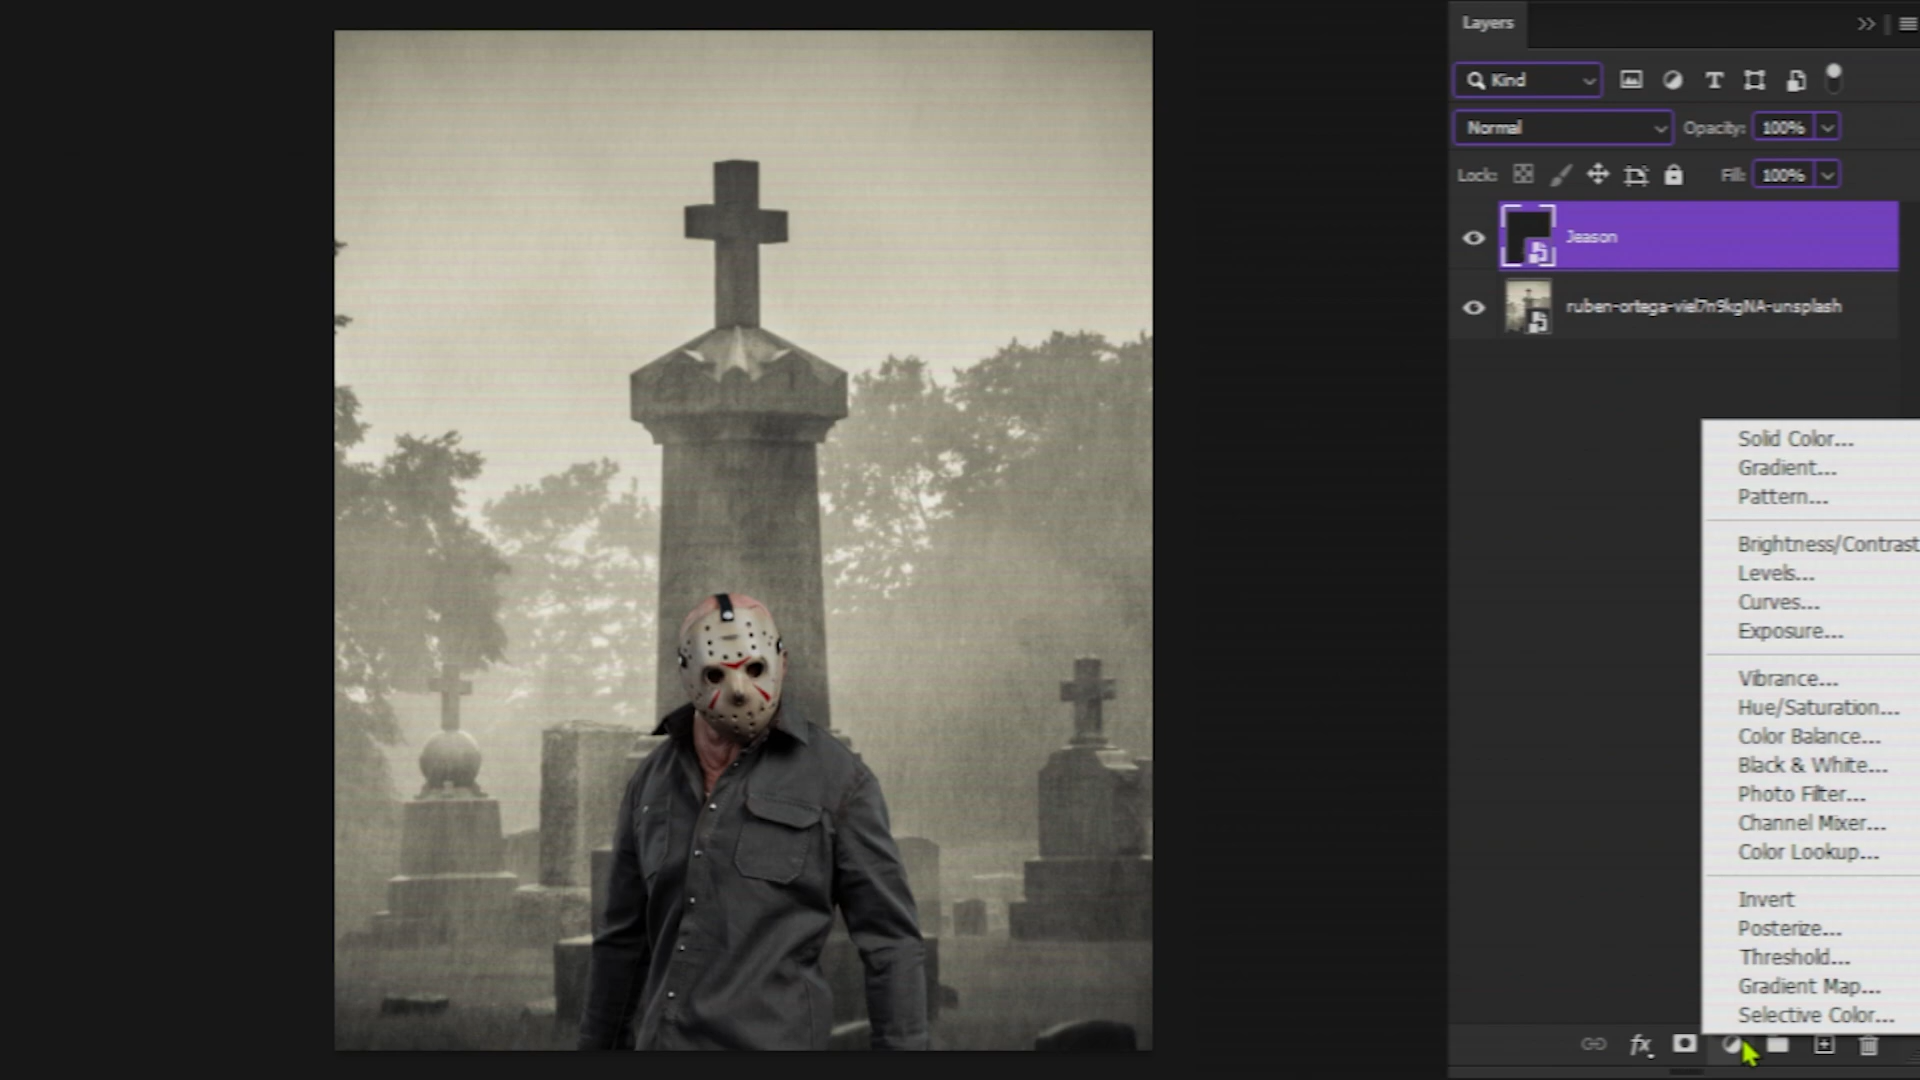 Layers
Kind
Normal
Opacity: 100%
Lock:
Fill: 100%
Jeason
ruben-ortega-viel7n9kgNA-unsplash
Solid Color...
Gradient...
Pattern...
Brightness/Contrast
Levels...
Curves...
Exposure...
Vibrance...
Hue/Saturation...
Color Balance...
Black & White...
Photo Filter...
Channel Mixer...
Color Lookup...
Invert
Posterize...
Threshold...
Gradient Map...
Selective Color...
fx